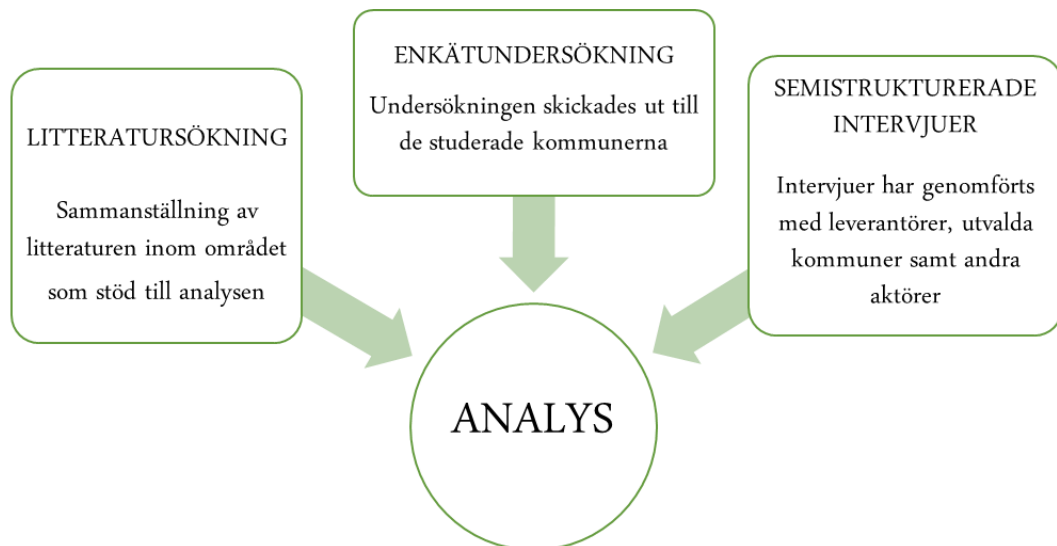 LITTERATURSÖKNING
Sammanställning av
litteraturen inom området
som stöd till analysen
ENKÄTUNDERSÖKNING
Undersökningen skickades ut till
de studerade kommunerna
SEMISTRUKTURERADE
INTERVJUER
Intervjuer har genomförts
med leverantörer, utvalda
kommuner samt andra
aktörer
ANALYS